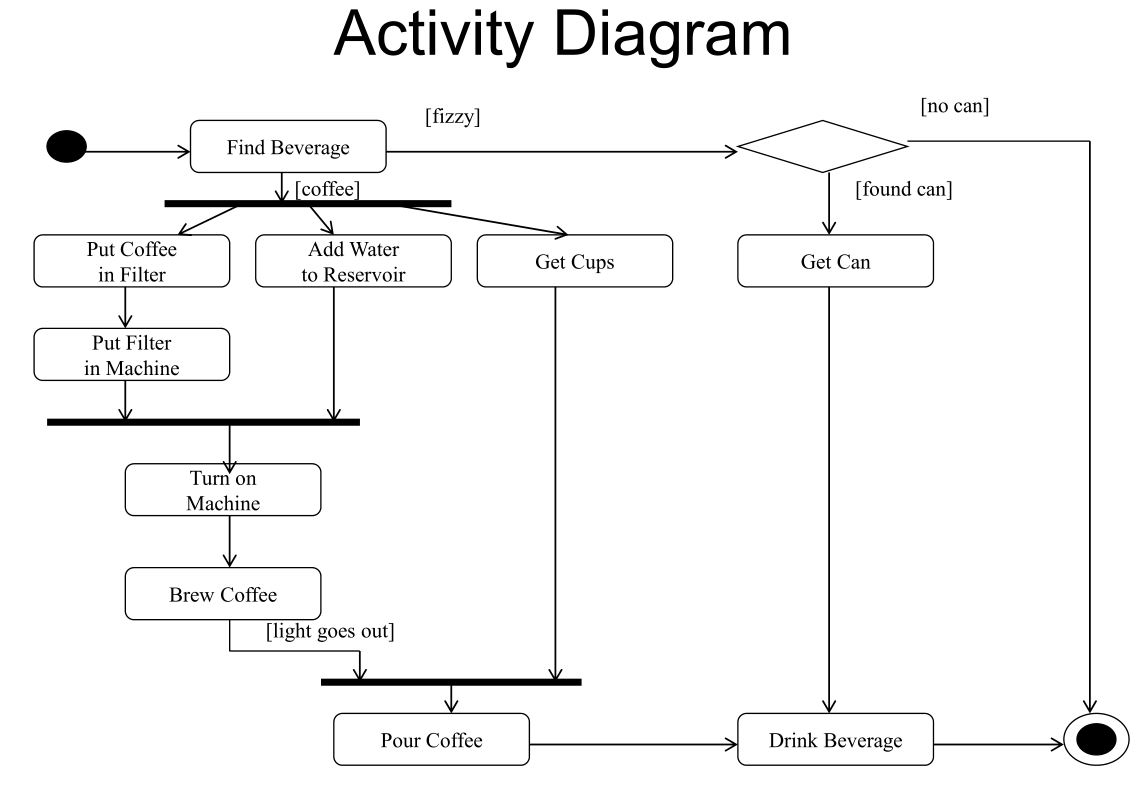 Activity Diagram
[no can]
[fizzy]
Find Beverage
[coffee]
[found can]
Put Coffee
in Filter
Add Water
to Reservoir
Get Cups
Get Can
Put Filter
in Machine
Turn on
Machine
Brew Coffee
[light goes out]
Pour Coffee
Drink Beverage